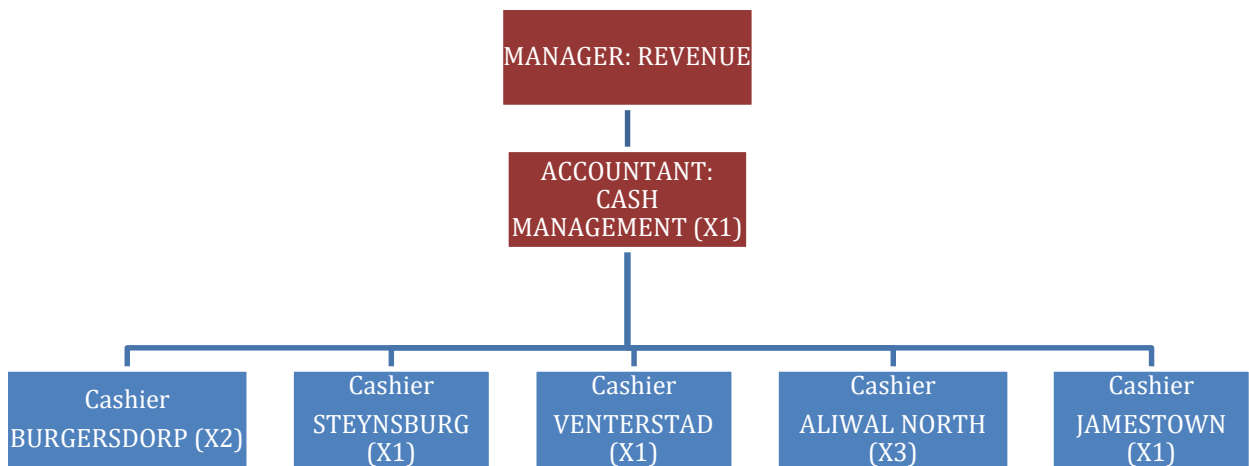 MANAGER: REVENUE
ACCOUNTANT:
CASH
MANAGEMENT (X1)
Cashier
BURGERSDORP (X2)
Cashier
STEYNSBURG
(X1)
Cashier
VENTERSTAD
(X1)
Cashier
ALIWAL NORTH
(X3)
Cashier
JAMESTOWN
(X1)